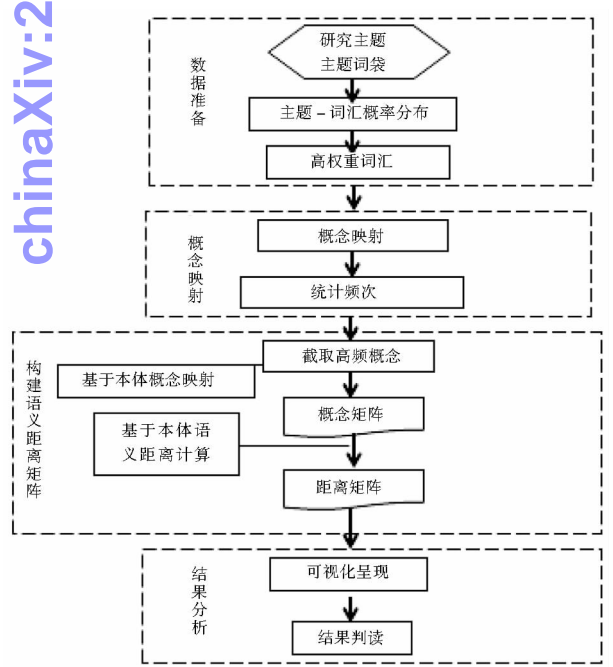 chinaXiv:2
数据准备
研究主题
主题词袋
主题-词汇概率分布
高权重词汇
概念映射
概念映射
统计频次
构建语义距离矩阵
截取高频概念
基于本体概念映射
概念矩阵
基于本体语
义距离计算
距离矩阵
结果分析
可视化呈现
结果判读